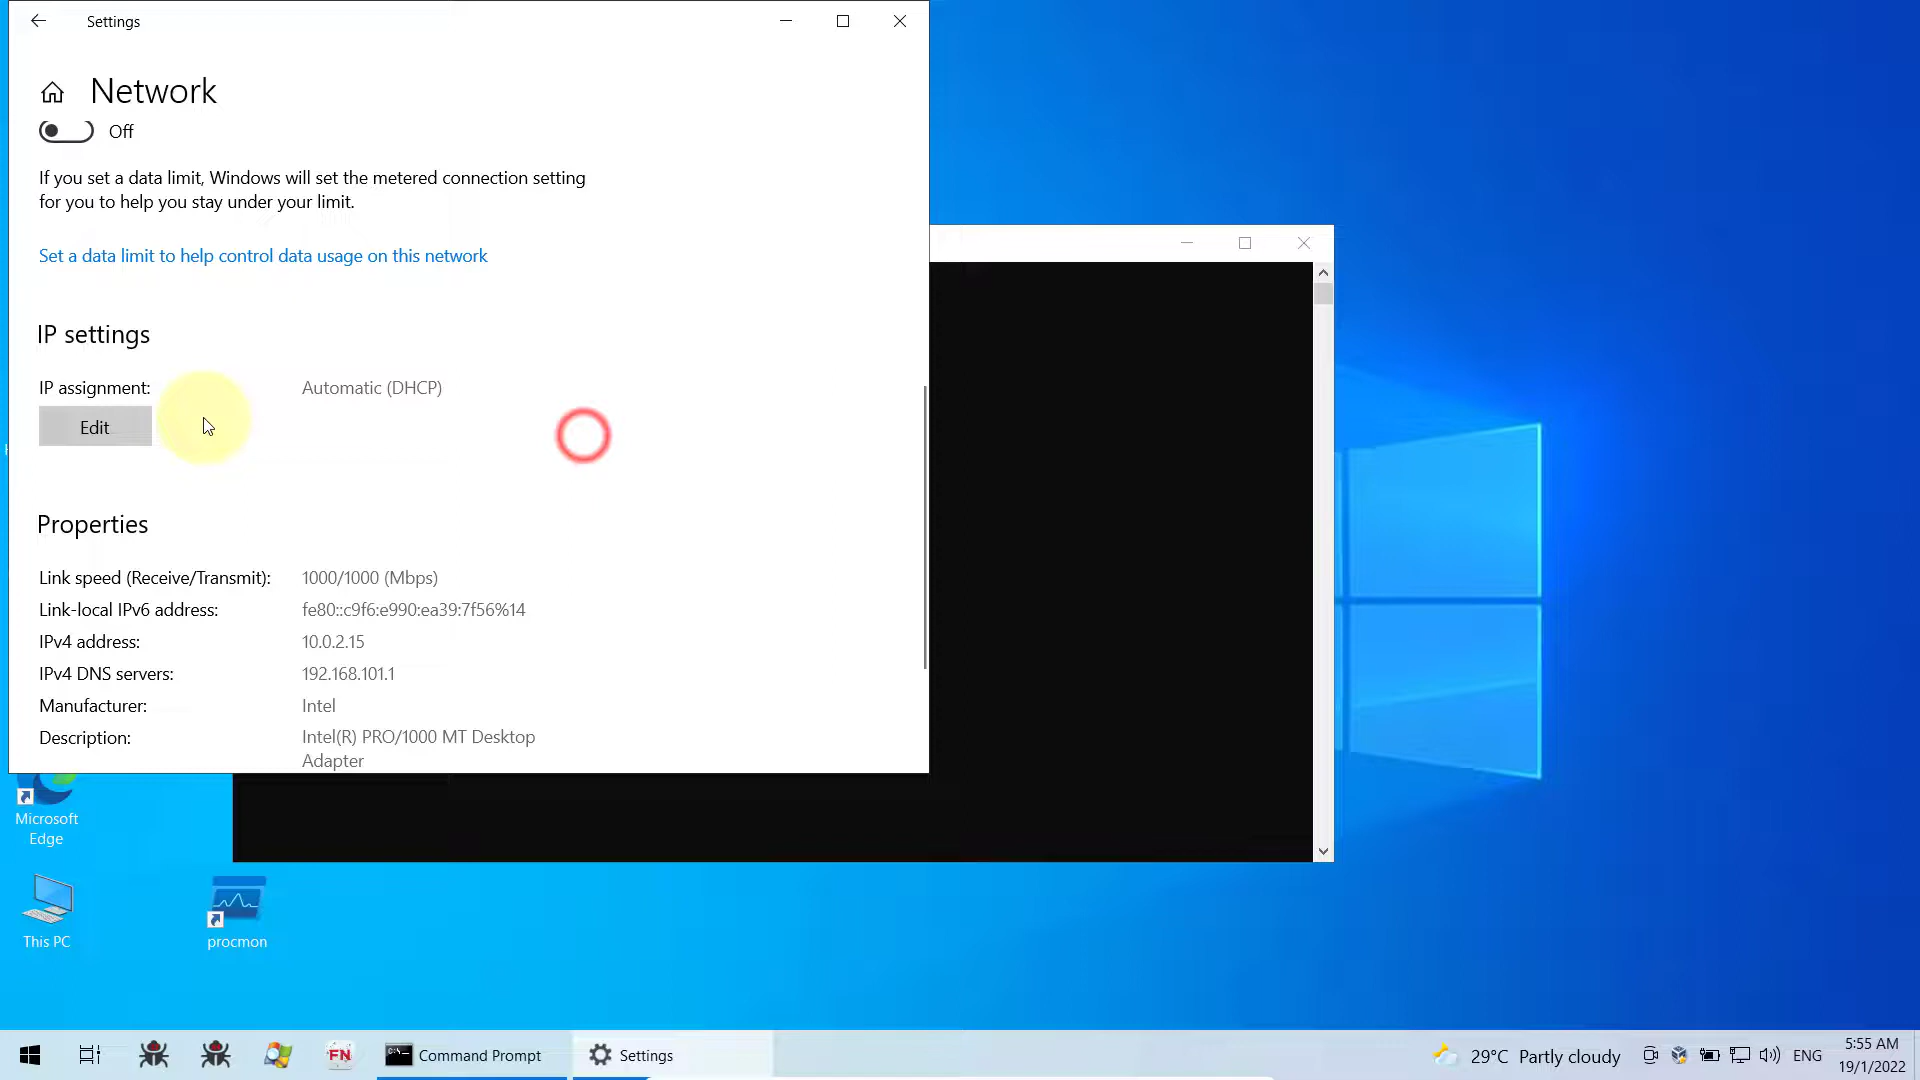 Settings
Network
Off
If you set a data limit, Windows will set the metered connection setting
for you to help you stay under your limit.
Set a data limit to help control data usage on this network
IP settings
IP assignment: Automatic (DHCP)
Edit
Properties
Link speed (Receive/Transmit): 1000/1000 (Mbps)
Link-local IPv6 address: fe80::c9f6:e990:ea39:7f56%14
IPv4 address: 10.0.2.15
IPv4 DNS servers: 192.168.101.1
Manufacturer: Intel
Description: Intel(R) PRO/1000 MT Desktop
Adapter
Microsoft
Edge
This PC
procmon
FN
Command Prompt
Settings
29°C Partly cloudy
ENG
5:55 AM
19/1/2022